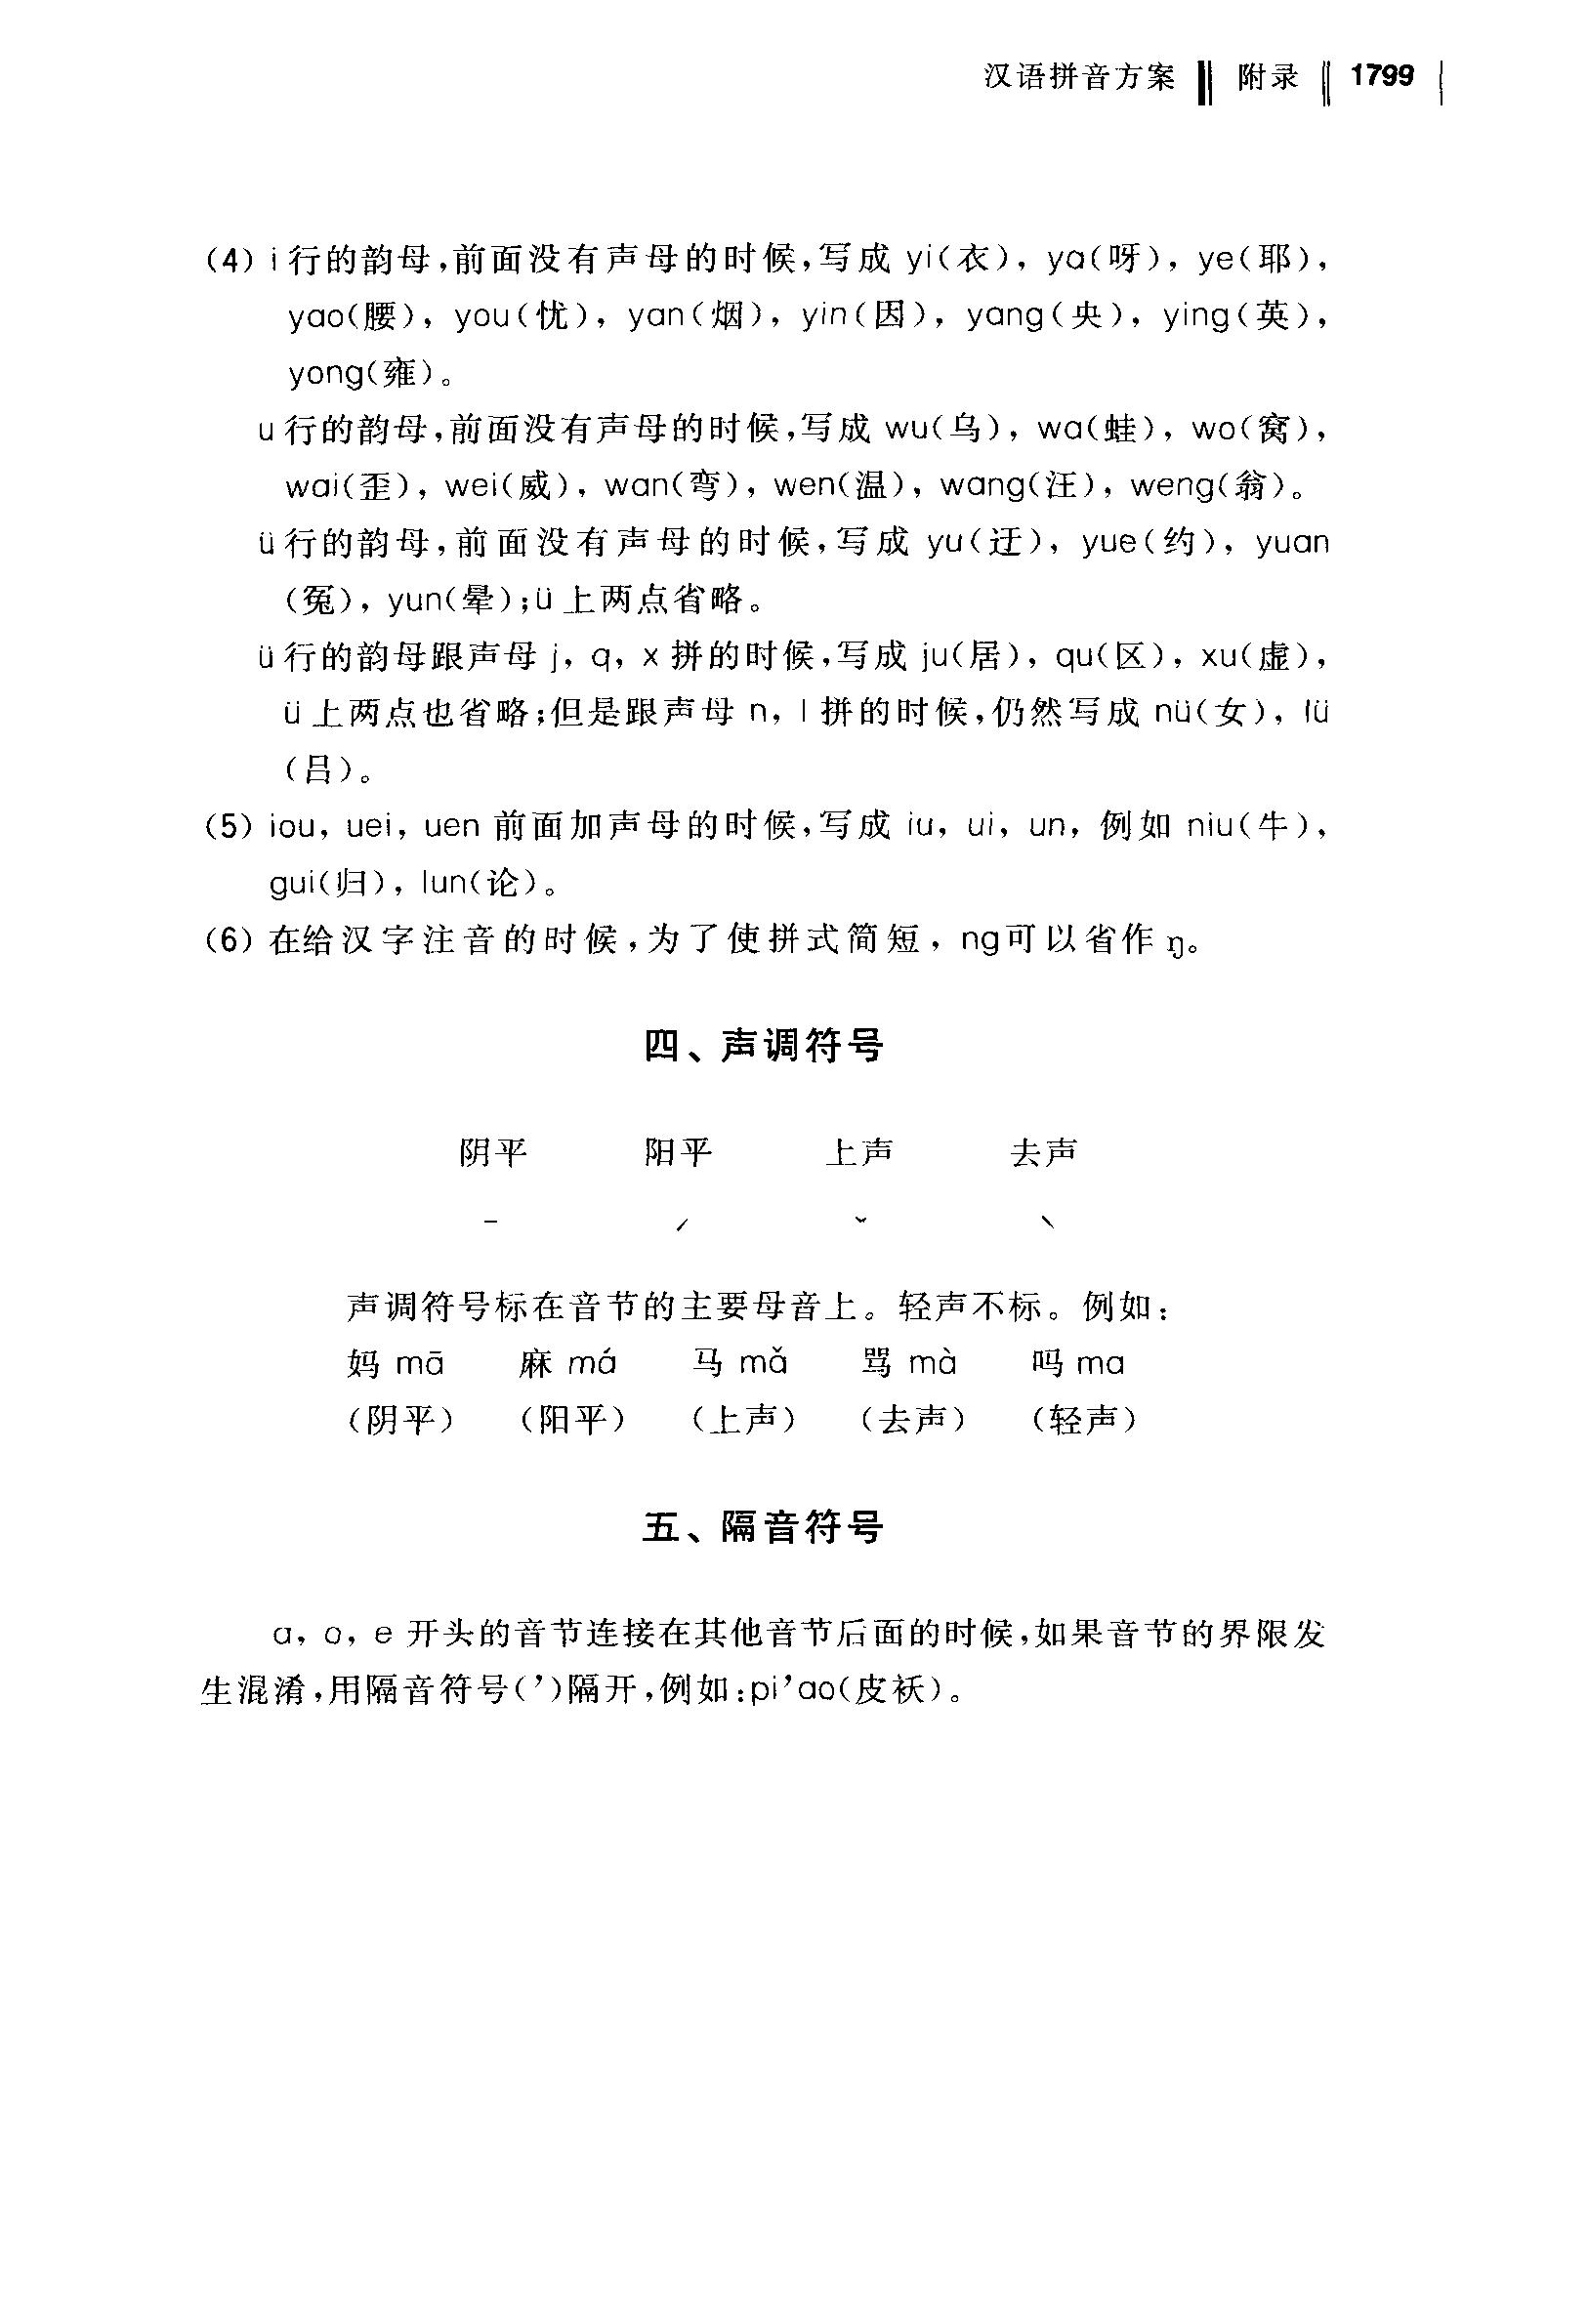 汉语拼音方案 ‖ 附录 ‖ 1799
(4) i行的韵母,前面没有声母的时候,写成 yi(衣), ya(呀), ye(耶),
yao(腰), you(忧), yan(烟), yin(因), yang(央), ying(英),
yong(雍)。
u行的韵母,前面没有声母的时候,写成 wu(乌), wa(蛙), wo(窝),
wai(歪), wei(威), wan(弯), wen(温), wang(汪), weng(翁)。
ü行的韵母,前面没有声母的时候,写成 yu(迂), yue(约), yuan
(冤), yun(晕);ü上两点省略。
ü行的韵母跟声母 j, q, x 拼的时候,写成 ju(居), qu(区), xu(虚),
ü上两点也省略;但是跟声母 n, l 拼的时候,仍然写成 nü(女), lü
(吕)。
(5) iou, uei, uen 前面加声母的时候,写成 iu, ui, un, 例如 niu(牛),
gui(归), lun(论)。
(6) 在给汉字注音的时候,为了使拼式简短, ng可以省作 ŋ。
四、声调符号
阴平 阳平 上声 去声
ˉ ˊ ˇ ˋ
声调符号标在音节的主要母音上。轻声不标。例如:
妈 mā 麻 má 马 mǎ 骂 mà 吗 ma
(阴平) (阳平) (上声) (去声) (轻声)
五、隔音符号
ɑ, o, e 开头的音节连接在其他音节后面的时候,如果音节的界限发
生混淆,用隔音符号(’)隔开,例如:pi’ao(皮袄)。